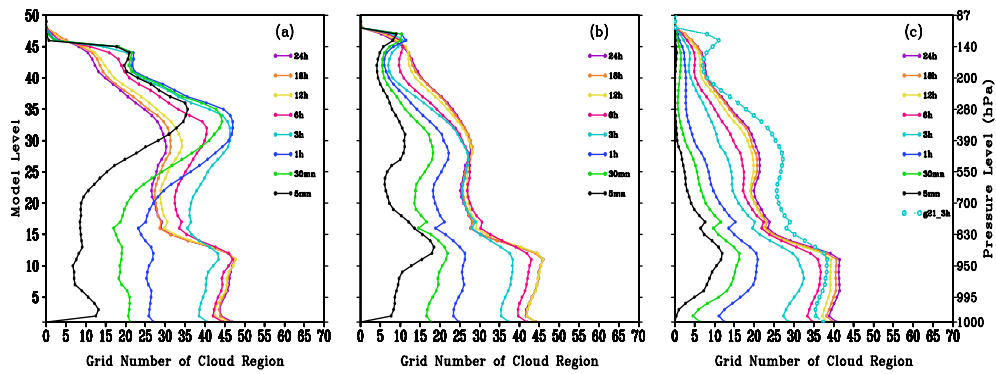 50 45 40 35 30 25 20 15 10 5
Model Level
(a)
24h
18h
12h
6h
3h
1h
30mn
5mn
0 5 10 15 20 25 30 35 40 45 50 55 60 65 70
Grid Number of Cloud Region
(b)
24h
18h
12h
6h
3h
1h
30mn
5mn
0 5 10 15 20 25 30 35 40 45 50 55 60 65 70
Grid Number of Cloud Region
(c)
24h
18h
12h
6h
3h
1h
30mn
5mn
g21_3h
0 5 10 15 20 25 30 35 40 45 50 55 60 65 70
Grid Number of Cloud Region
87 140 200 280 390 550 700 830 950 995 1000
Pressure Level (hPa)